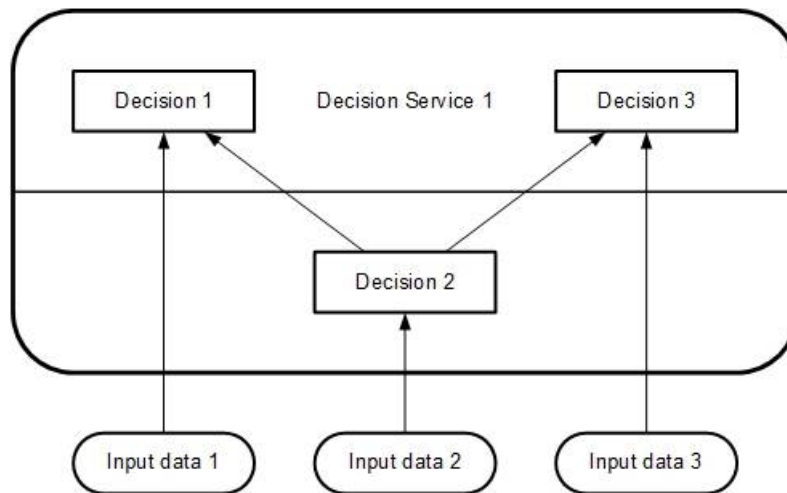 Decision 1
Decision Service 1
Decision 3
Decision 2
Input data 1
Input data 2
Input data 3